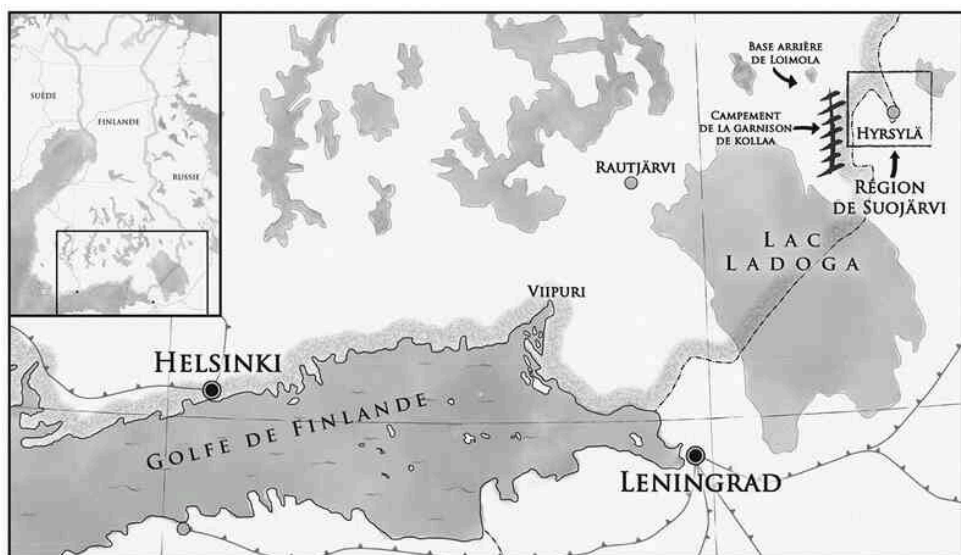 SUÈDE
FINLANDE
RUSSIE
BASE ARRIÈRE
DE LOIMOLA
CAMPEMENT
DE LA GARNISON
DE KOLLAA
HYRSYLÄ
RÉGION
DE SUOJÄRVI
RAUTJÄRVI
LAC
LADOGA
VIIPURI
HELSINKI
GOLFE DE FINLANDE
LENINGRAD